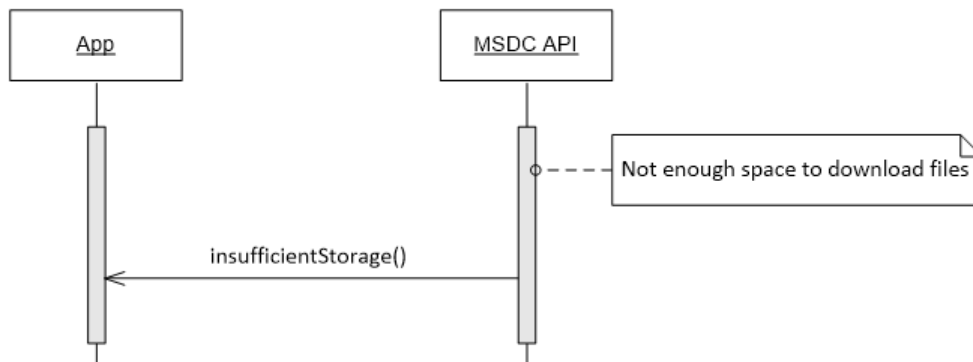 App
MSDC API
Not enough space to download files
insufficientStorage()